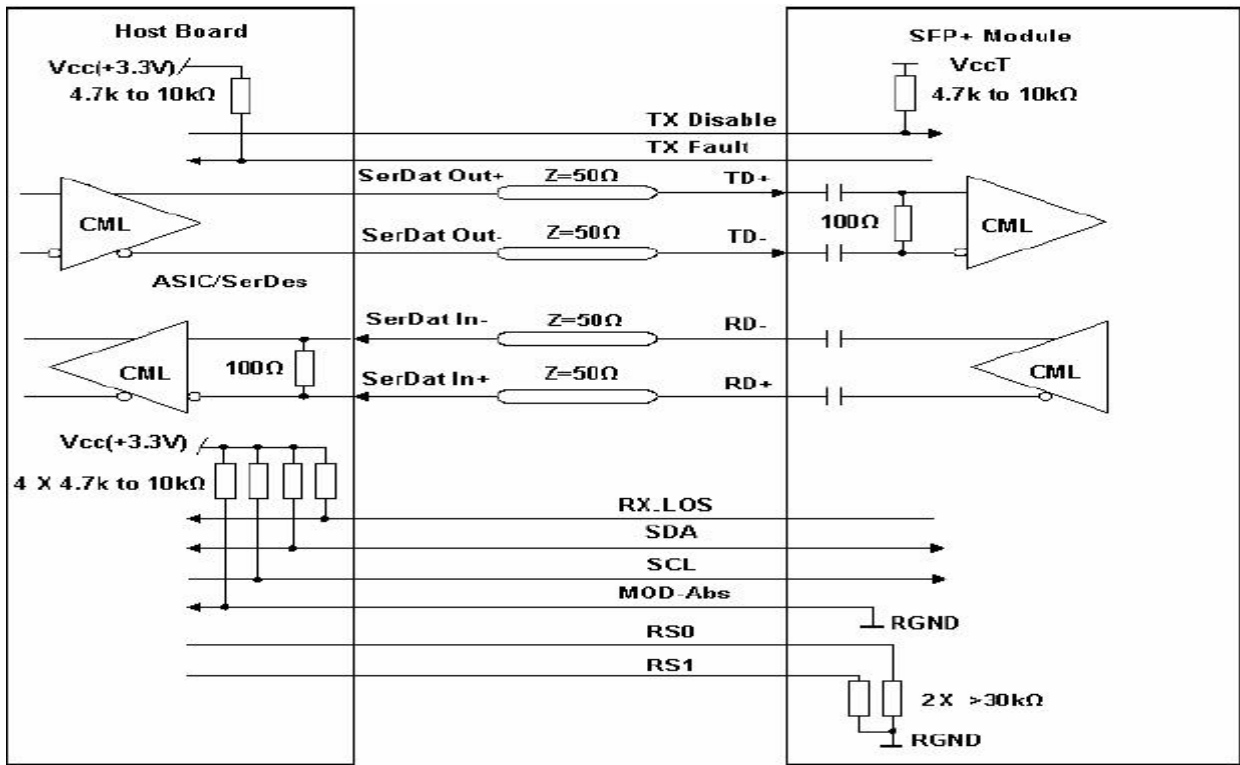 Host Board
SFP+ Module
Vcc(+3.3V)
4.7k to 10kΩ
VccT
4.7k to 10kΩ
TX Disable
TX Fault
SerDat Out+
Z=50Ω
TD+
CML
100Ω
CML
SerDat Out-
Z=50Ω
TD-
ASIC/SerDes
SerDat In-
Z=50Ω
RD-
CML
100Ω
SerDat In+
Z=50Ω
RD+
CML
Vcc(+3.3V)
4 X 4.7k to 10kΩ
RX_LOS
SDA
SCL
MOD-Abs
RGND
RS0
RS1
2X >30kΩ
RGND